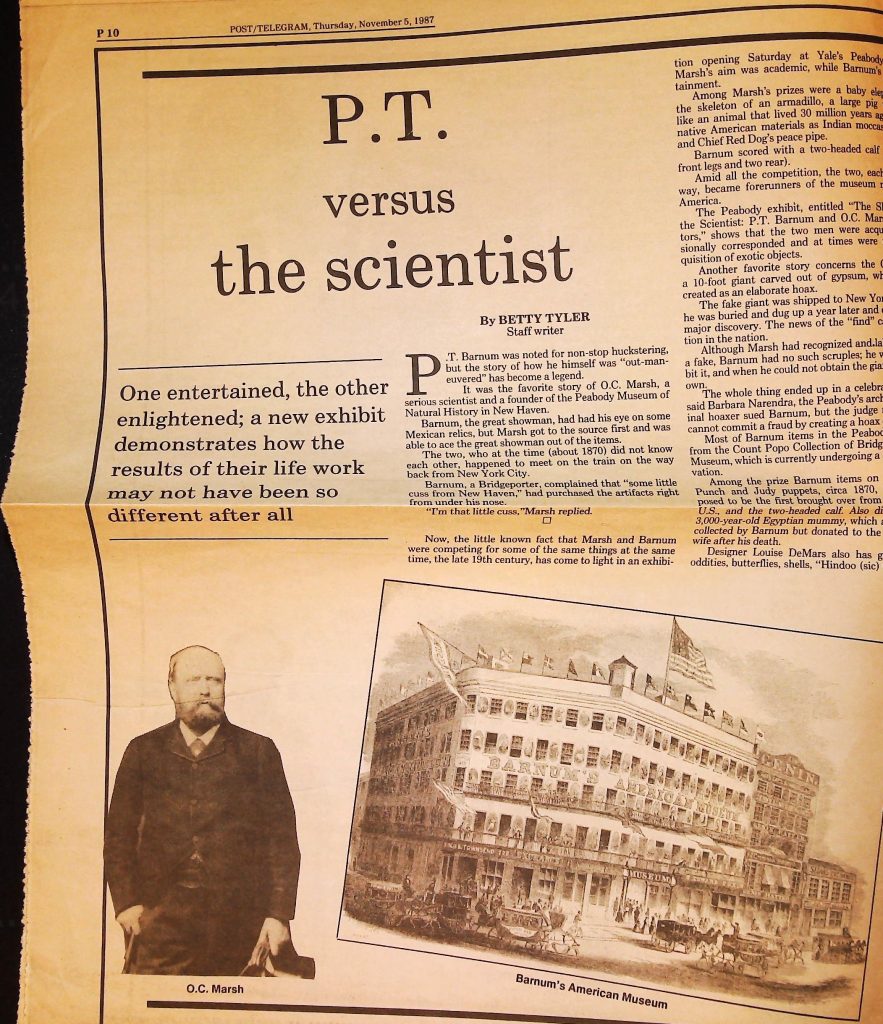 P 10
POST/TELEGRAM, Thursday, November 5, 1987
P.T.
versus
the scientist
By BETTY TYLER
Staff writer
One entertained, the other
enlightened; a new exhibit
demonstrates how the
results of their life work
may not have been so
different after all
P.T. Barnum was noted for non-stop huckstering,
but the story of how he himself was "out-man-
euvered" has become a legend.
It was the favorite story of O.C. Marsh, a
serious scientist and a founder of the Peabody Museum of
Natural History in New Haven.
Barnum, the great showman, had had his eye on some
Mexican relics, but Marsh got to the source first and was
able to ace the great showman out of the items.
The two, who at the time (about 1870) did not know
each other, happened to meet on the train on the way
back from New York City.
Barnum, a Bridgeporter, complained that "some little
cuss from New Haven," had purchased the artifacts right
from under his nose.
"I'm that little cuss,"Marsh replied.
Now, the little known fact that Marsh and Barnum
were competing for some of the same things at the same
time, the late 19th century, has come to light in an exhibi-
tion opening Saturday at Yale's Peabody
Marsh's aim was academic, while Barnum's
tainment.
Among Marsh's prizes were a baby
the skeleton of an armadillo, a large pig
like an animal that lived 30 million years
native American materials as Indian
and Chief Red Dog's peace pipe.
Barnum scored with a two-headed calf
front legs and two rear).
Amid all the competition, the two, each
way, became forerunners of the museum
America.
The Peabody exhibit, entitled "The
the Scientist: P.T. Barnum and O.C.
tors," shows that the two men were
sionally corresponded and at times were
quisition of exotic objects.
Another favorite story concerns the
a 10-foot giant carved out of gypsum,
created as an elaborate hoax.
The fake giant was shipped to New
he was buried and dug up a year later and
major discovery. The news of the "find"
tion in the nation.
Although Marsh had recognized and
a fake, Barnum had no such scruples; he
bit it, and when he could not obtain the
own.
The whole thing ended up in a
said Barbara Narendra, the Peabody's
inal hoaxer sued Barnum, but the judge
cannot commit a fraud by creating a hoax
Most of Barnum items in the
from the Count Popo Collection of
Museum, which is currently undergoing a
vation.
Among the prize Barnum items on
Punch and Judy puppets, circa 1870,
posed to be the first brought over from
U.S., and the two-headed calf. Also
3,000-year-old Egyptian mummy, which
collected by Barnum but donated to the
wife after his death.
Designer Louise DeMars also has
oddities, butterflies, shells, "Hindoo (sic)
BARNUM'S AMERICAN
MUSEUM
O.C. Marsh
Barnum's American Museum